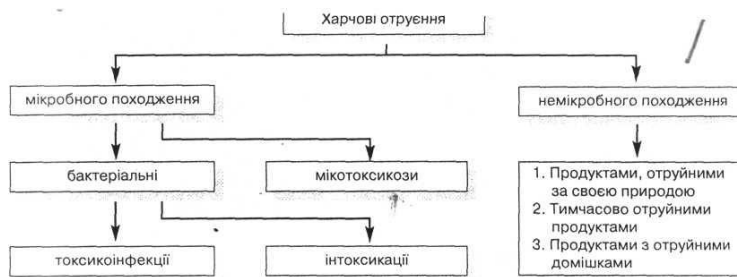 Харчові отруєння
мікробного походження
немікробного походження
бактеріальні
мікотоксикози
1. Продуктами, отруйними
за своєю природою
2. Тимчасово отруйними
продуктами
3. Продуктами з отруйними
домішками
токсикоінфекції
інтоксикації